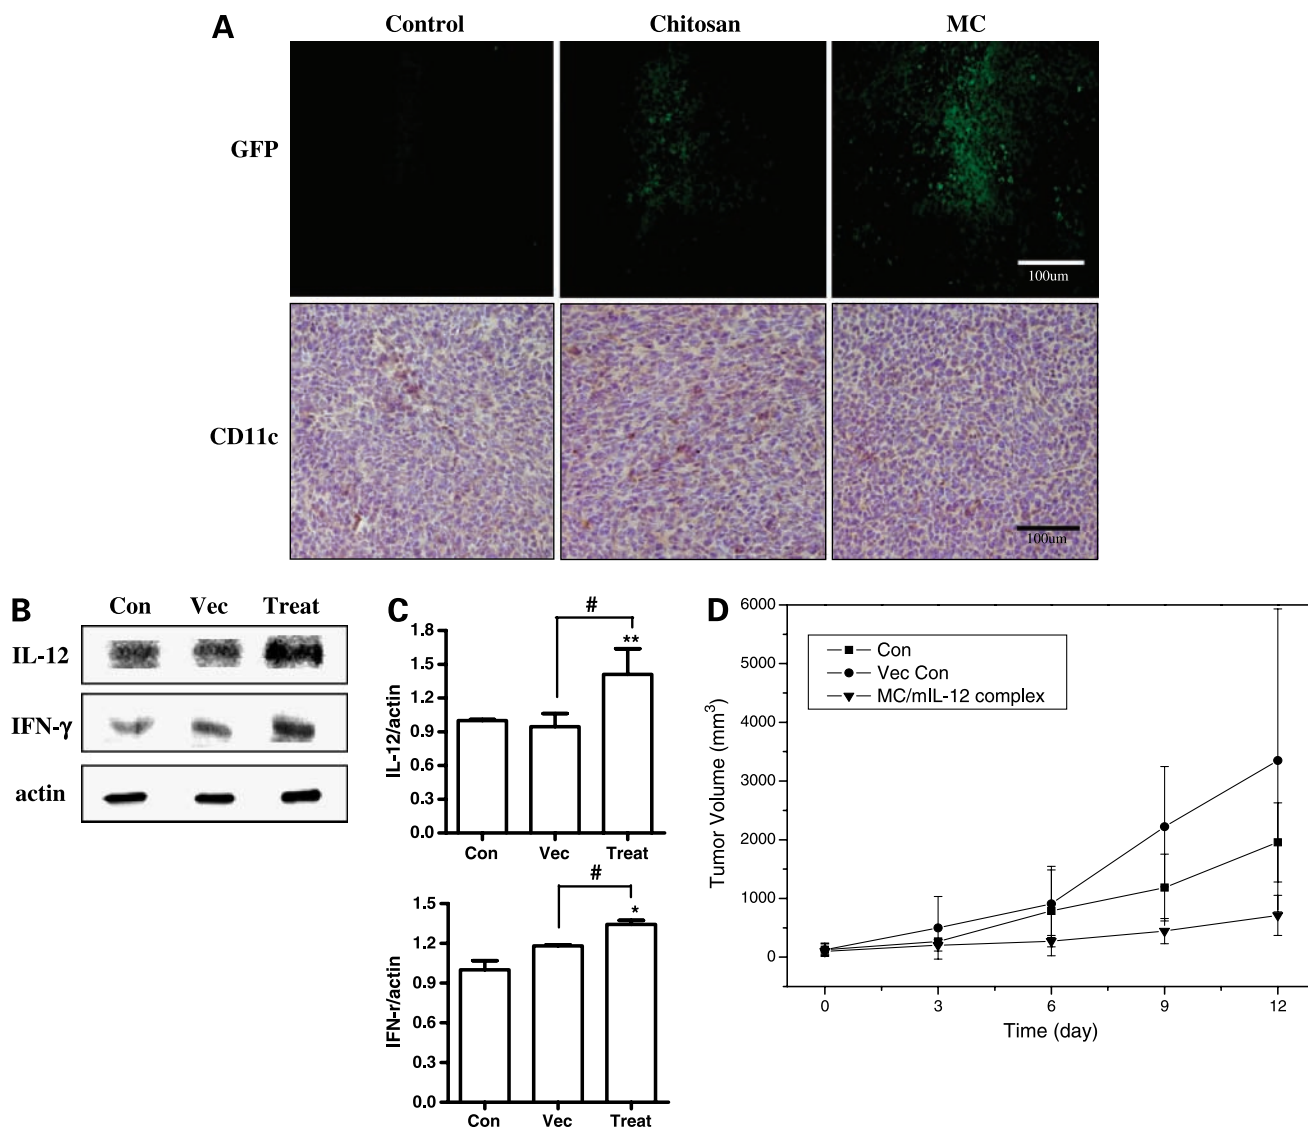 A
Control Chitosan MC
GFP
100um
CD11c
100um
B
Con Vec Treat
IL-12
IFN-γ
actin
C
#
**
1.8
1.5
1.2
0.9
0.6
0.3
0.0
IL-12/actin
Con Vec Treat
#
*
1.5
1.2
0.9
0.6
0.3
0.0
IFN-r/actin
Con Vec Treat
D
6000
5000
4000
3000
2000
1000
0
Tumor Volume (mm³)
Con
Vec Con
MC/mIL-12 complex
0 3 6 9 12
Time (day)